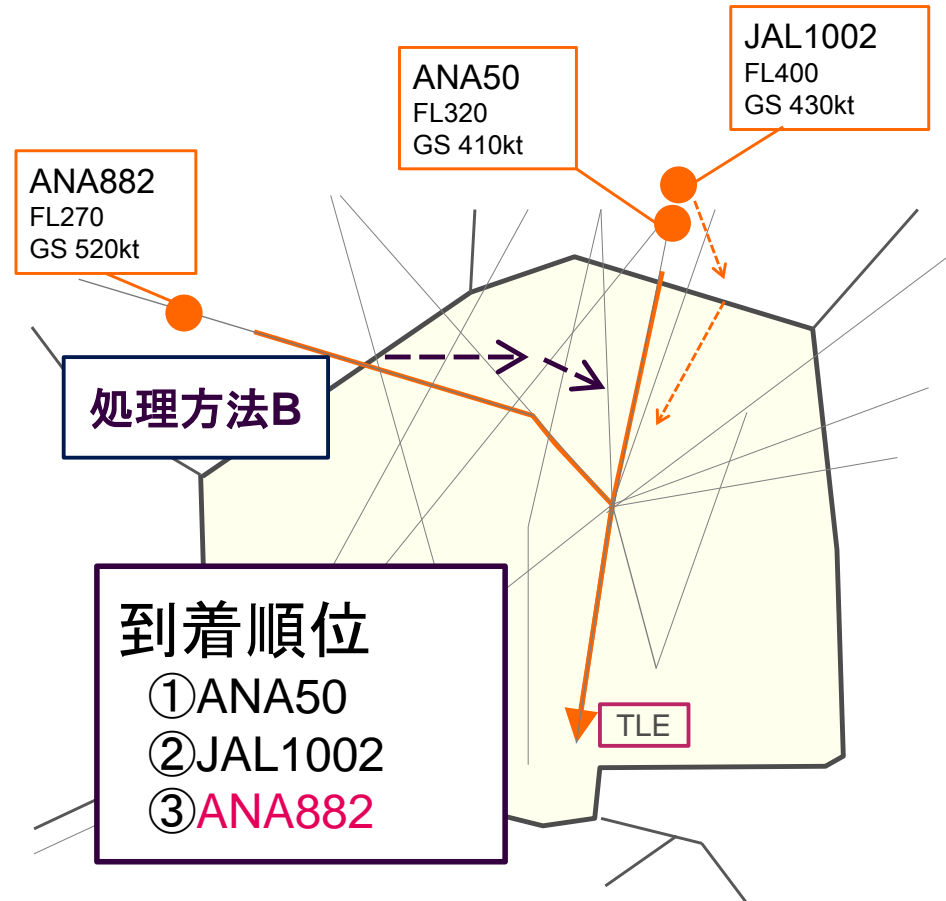 JAL1002
FL400
GS 430kt
ANA50
FL320
GS 410kt
ANA882
FL270
GS 520kt
処理方法B
到着順位
①ANA50
②JAL1002
③ANA882
TLE